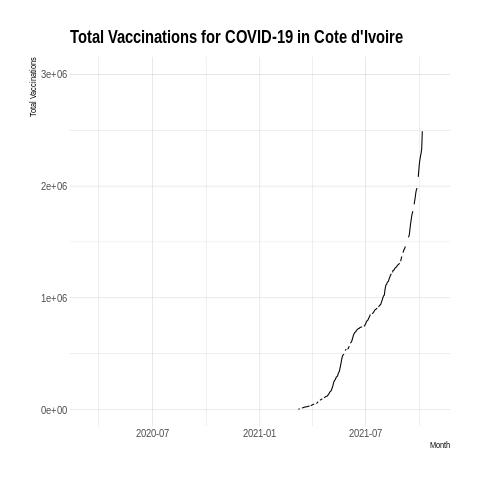 Total Vaccinations for COVID-19 in Cote d'Ivoire
Total Vaccinations
3e+06
2e+06
1e+06
0e+00
2020-07
2021-01
2021-07
Month